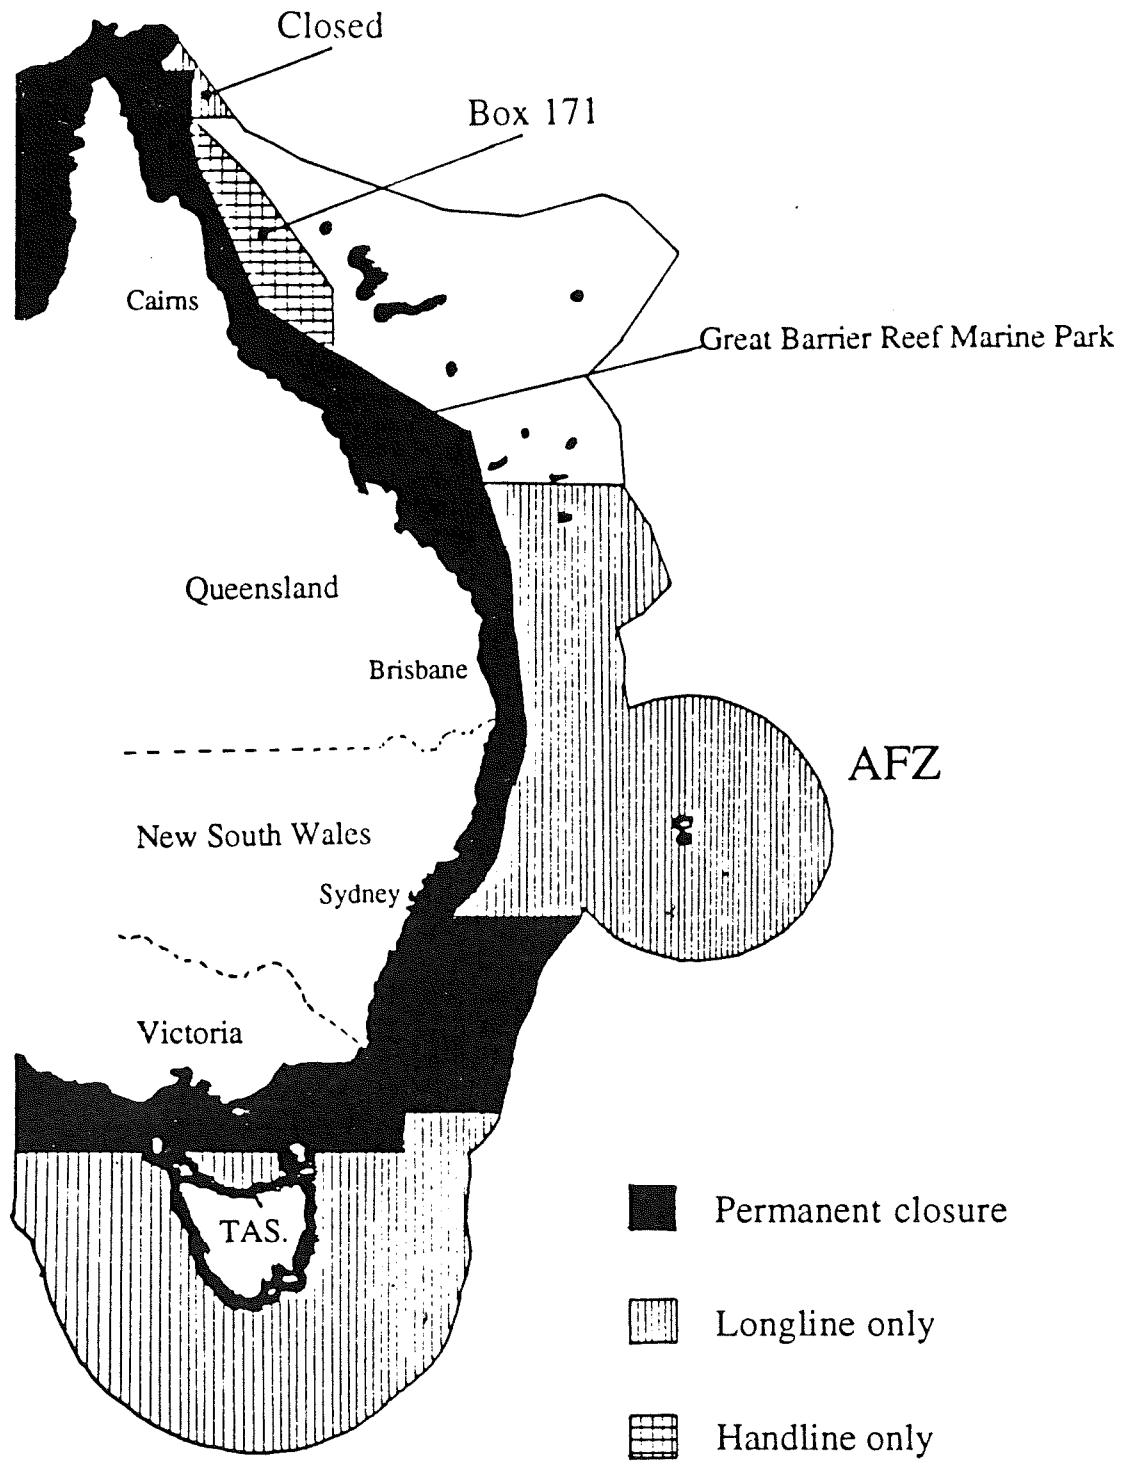 Closed
Box 171
Cairns
Great Barrier Reef Marine Park
Queensland
Brisbane
AFZ
New South Wales
Sydney
Victoria
TAS.
Permanent closure
Longline only
Handline only